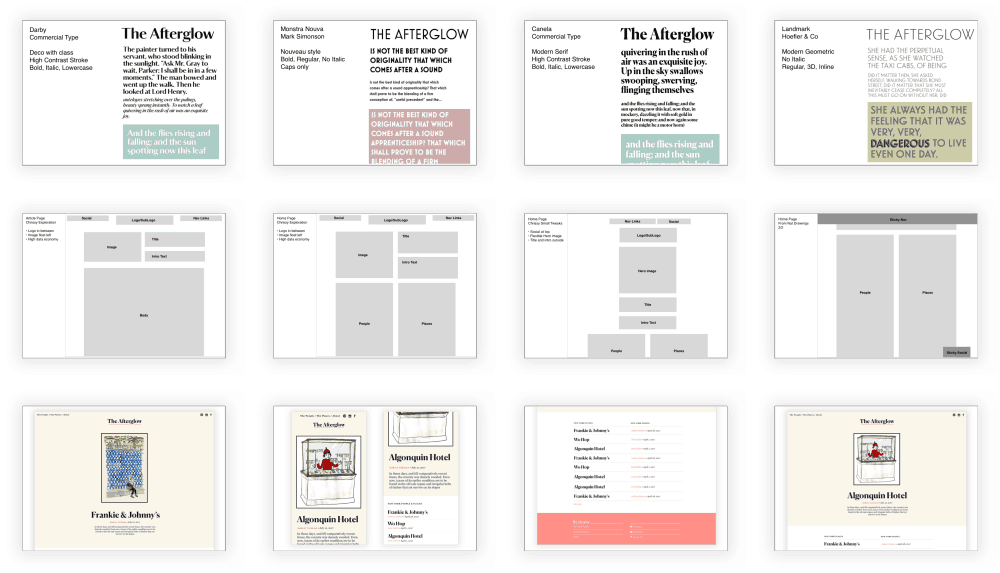 Darby
Commercial Type
Deco with class
High Contrast Stroke
Bold, Italic, Lowercase
The Afterglow
The painter turned to his
servant, who stood blinking in
the sunlight. "Ask Mr. Gray to
wait, Parker: I shall be in in a few
moments." The man bowed and
went up the walk. Then he
looked at Lord Henry.
antelopes stretching over the palings,
beauty sprang instantly. To watch a leaf
quivering in the rush of air was an exquisite
joy.
And the flies rising and
falling; and the sun
spotting now this leaf
Monstra Nouva
Mark Simonson
Nouveau style
Bold, Regular, No Italic
Caps only
THE AFTERGLOW
IS NOT THE BEST KIND OF
ORIGINALITY THAT WHICH
COMES AFTER A SOUND
is not the best kind of originality that which
comes after a sound apprenticeship? That which
shall prove to be the blending of a firm
conception of, "useful precedent" and the...
IS NOT THE BEST KIND OF
ORIGINALITY THAT WHICH
COMES AFTER A SOUND
APPRENTICESHIP? THAT WHICH
SHALL PROVE TO BE THE
BLENDING OF A FIRM
Canela
Commercial Type
Modern Serif
High Contrast Stroke
Bold, Italic, Lowercase
The Afterglow
quivering in the rush of
air was an exquisite joy.
Up in the sky swallows
swooping, swerving,
flinging themselves
and the flies rising and falling; and the
sun spotting now this leaf, now that, in
mockery, dazzling it with soft gold in
pure good temper; and now again some
chime (it might be a motor horn)
and the flies rising and
falling; and the sun
Landmark
Hoefler & Co
Modern Geometric
No Italic
Regular, 3D, Inline
THE AFTERGLOW
SHE HAD THE PERPETUAL
SENSE, AS SHE WATCHED
THE TAXI CABS, OF BEING
DID IT MATTER THEN, SHE ASKED
HERSELF, WALKING TOWARDS BOND
STREET, DID IT MATTER THAT SHE MUST
INEVITABLY CEASE COMPLETELY? ALL
THIS MUST GO ON WITHOUT HER; DID
SHE ALWAYS HAD THE
FEELING THAT IT WAS
VERY, VERY,
DANGEROUS TO LIVE
EVEN ONE DAY.
Article Page
Chrissy Exploration
• Logo in between
• Image float left
• High data economy
Social
Logo/SubLogo
Nav Links
Image
Title
Intro Text
Body
Home Page
Chrissy Exploration
• Logo in between
• Image float left
• High data economy
Social
Logo/SubLogo
Nav Links
Image
Title
Intro Text
People
Places
Home Page
Chrissy Small Tweaks
• Social at top
• Flexible Hero image
• Title and intro outside
Nav Links
Social
Logo/SubLogo
Hero Image
Title
Intro Text
People
Places
Home Page
From Nat Drawings
2.0
Sticky Nav
People
Places
Sticky Social
The Afterglow
Frankie & Johnny's
The Afterglow
Algonquin Hotel
Algonquin Hotel
Frankie & Johnny's
Wo Hop
Algonquin Hotel
Frankie & Johnny's
Wo Hop
Algonquin Hotel
Frankie & Johnny's
Wo Hop
Algonquin Hotel
Algonquin Hotel
Frankie & Johnny's
The Afterglow
Algonquin Hotel
Frankie & Johnny's